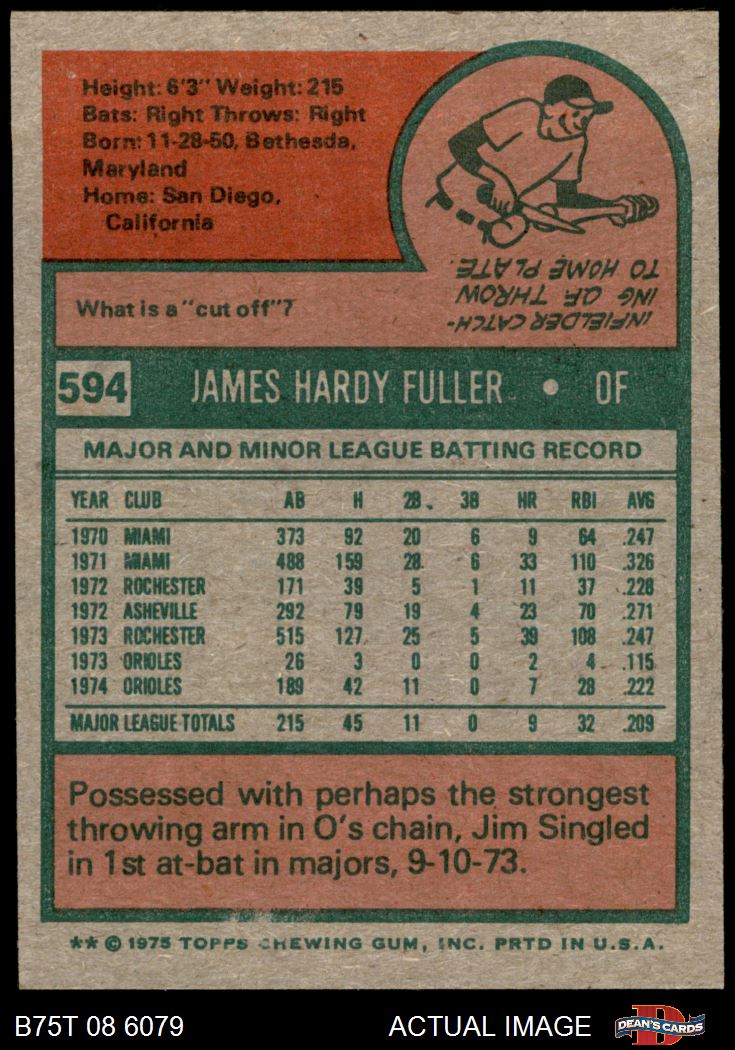 Height: 6'3" Weight: 215
Bats: Right Throws: Right
Born: 11-28-50, Bethesda,
Maryland
Home: San Diego,
California
What is a "cut off"?
INFIELDER CATCH-
ING OF THROW
TO HOME PLATE.
594 JAMES HARDY FULLER • OF
MAJOR AND MINOR LEAGUE BATTING RECORD
YEAR CLUB AB H 2B. 3B HR RBI AVG
1970 MIAMI 373 92 20 6 9 64 .247
1971 MIAMI 488 159 28 6 33 110 .326
1972 ROCHESTER 171 39 5 1 11 37 .228
1972 ASHEVILLE 292 79 19 4 23 70 .271
1973 ROCHESTER 515 127 25 5 39 108 .247
1973 ORIOLES 26 3 0 0 2 4 .115
1974 ORIOLES 189 42 11 0 7 28 .222
MAJOR LEAGUE TOTALS 215 45 11 0 9 32 .209
Possessed with perhaps the strongest
throwing arm in O's chain, Jim Singled
in 1st at-bat in majors, 9-10-73.
** © 1975 TOPPS CHEWING GUM, INC. PRTD IN U.S.A.
B75T 08 6079 ACTUAL IMAGE DEAN'S CARDS